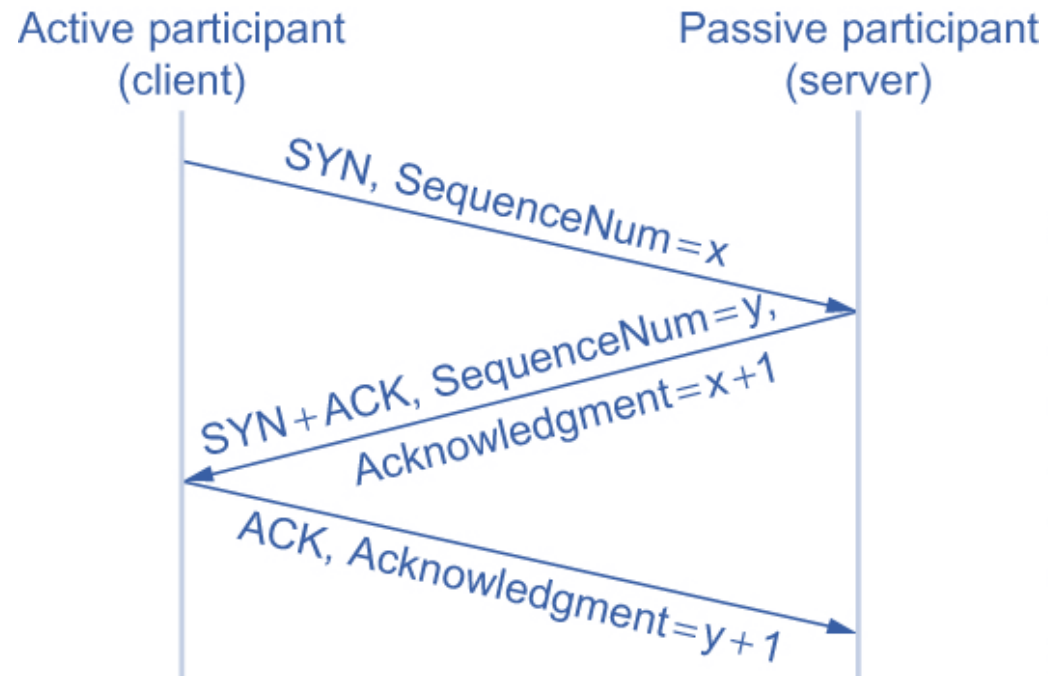 Active participant
(client)
Passive participant
(server)
SYN, SequenceNum=x
SYN+ACK, SequenceNum=y,
Acknowledgment=x+1
ACK, Acknowledgment=y+1